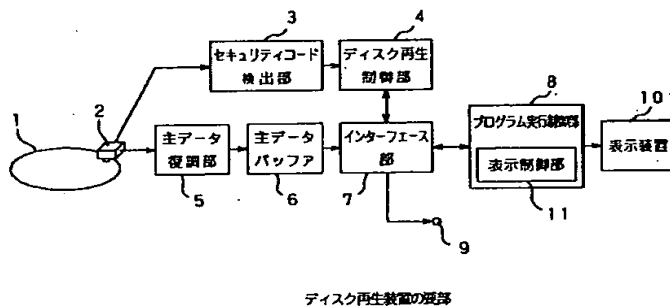 3
4
セキュリティコード
検出部
ディスク再生
制御部
8
10
1
2
主データ
復調部
主データ
バッファ
インターフェース
部
プログラム実行制御部
表示制御部
表示装置
5
6
7
11
9
ディスク再生装置の要部